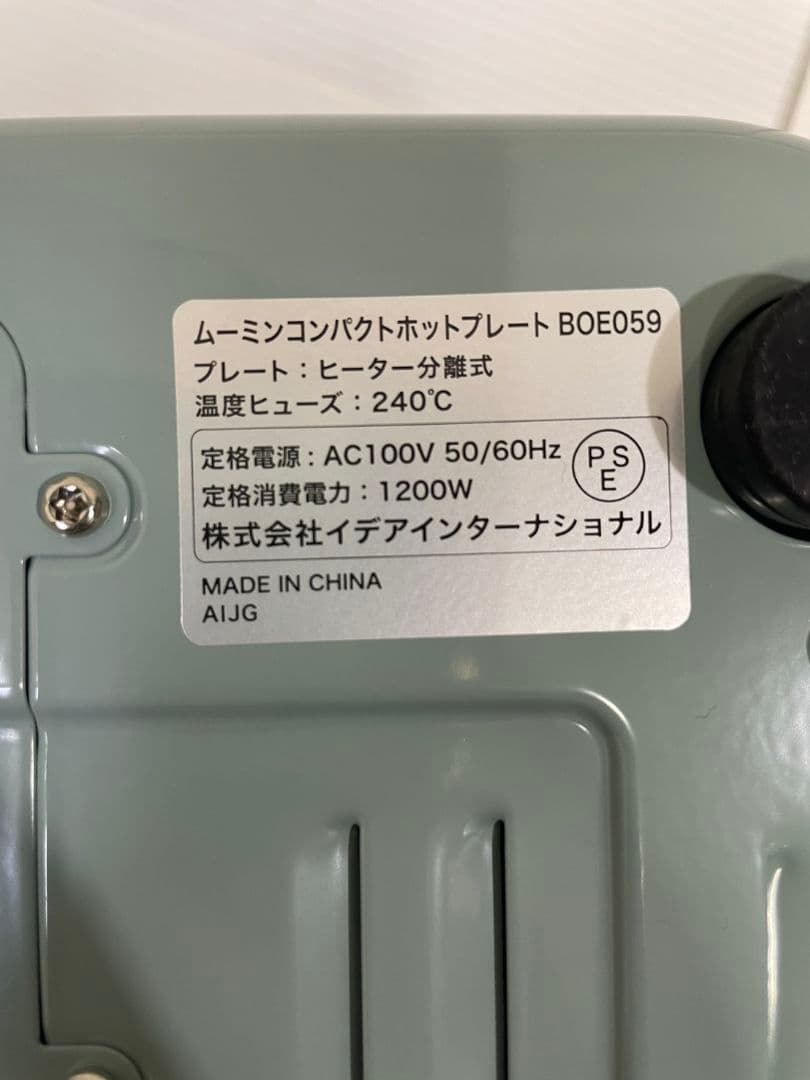 ムーミンコンパクトホットプレート BOE059
プレート：ヒーター分離式
温度ヒューズ：240℃
定格電源：AC100V 50/60Hz
PSE
定格消費電力：1200W
株式会社イデアインターナショナル
MADE IN CHINA
AIJG